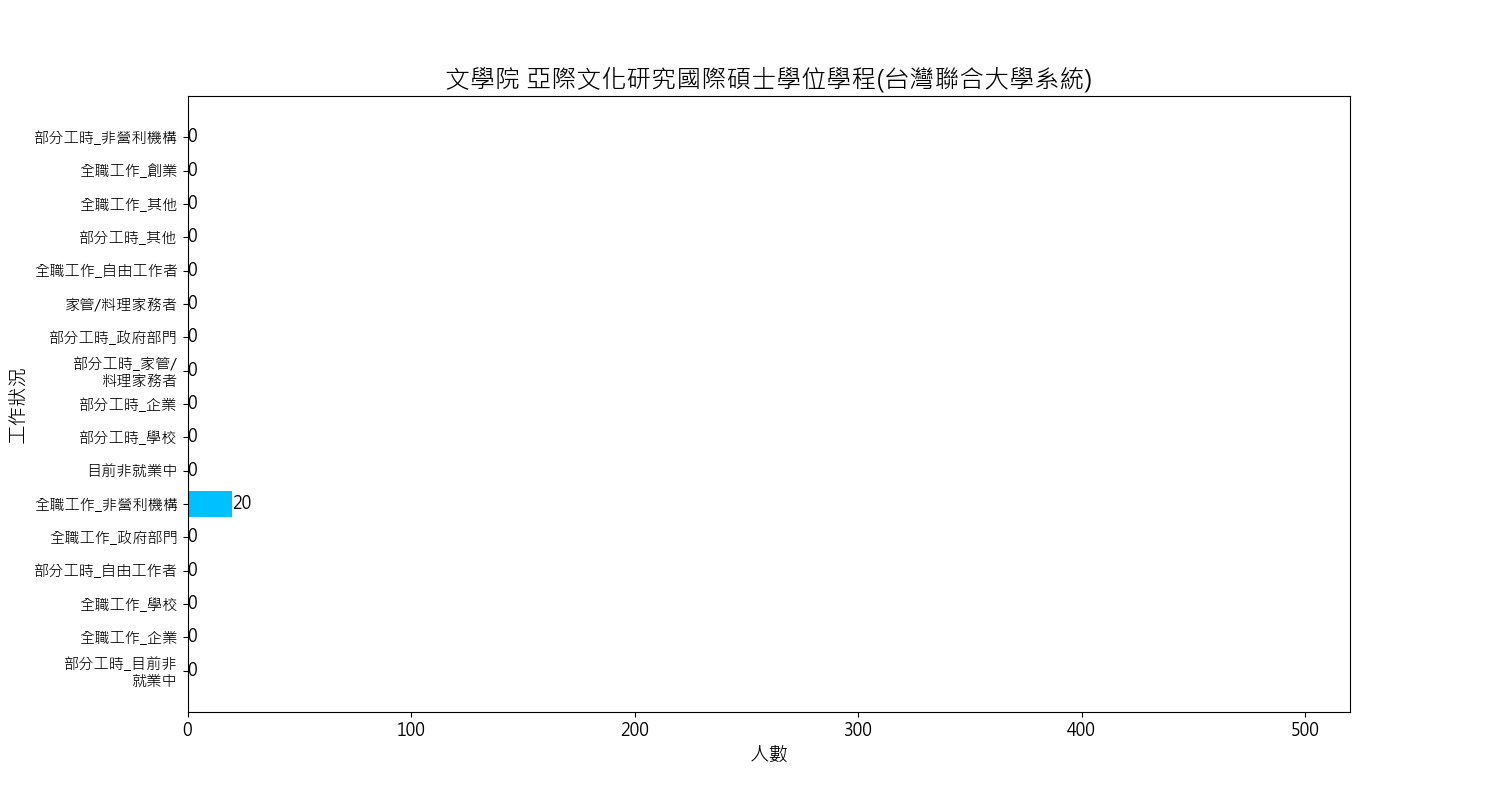 文學院 亞際文化研究國際碩士學位學程(台灣聯合大學系統)
工作狀況
部分工時_非營利機構 0
全職工作_創業 0
全職工作_其他 0
部分工時_其他 0
全職工作_自由工作者 0
家管/料理家務者 0
部分工時_政府部門 0
部分工時_家管/
料理家務者 0
部分工時_企業 0
部分工時_學校 0
目前非就業中 0
全職工作_非營利機構 20
全職工作_政府部門 0
部分工時_自由工作者 0
全職工作_學校 0
全職工作_企業 0
部分工時_目前非
就業中 0
0 100 200 300 400 500
人數